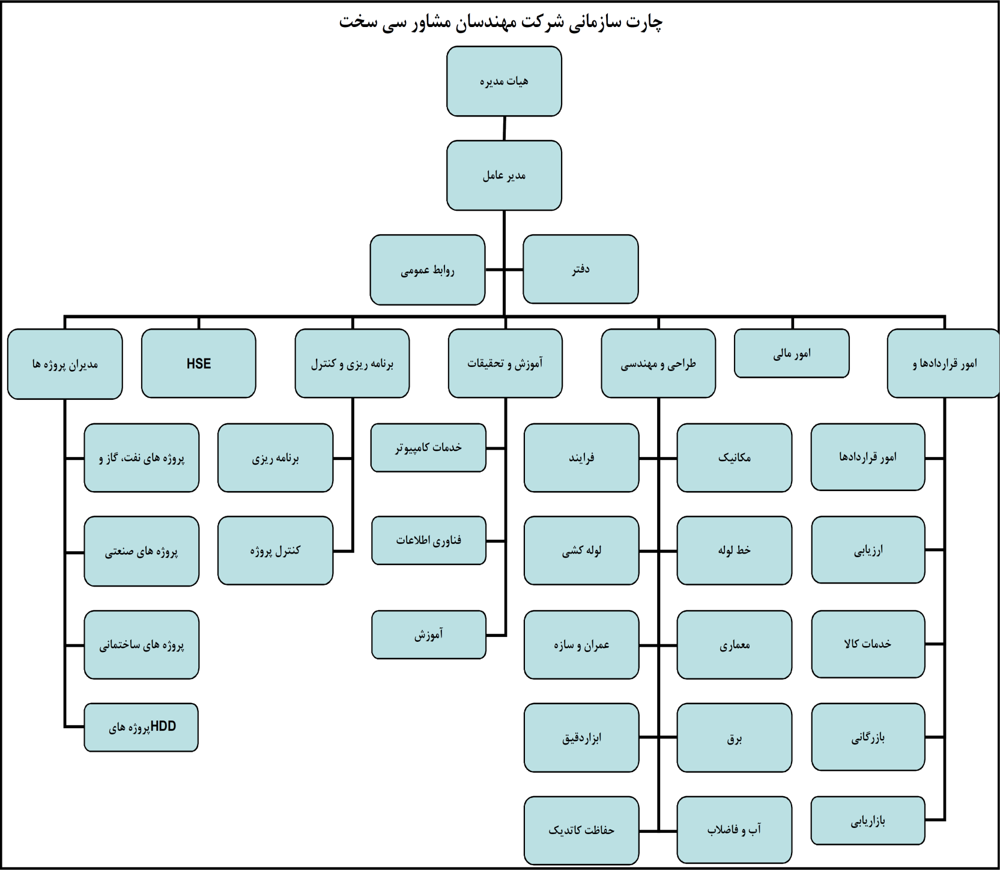 چارت سازمانی شرکت مهندسان مشاور سی سخت
هیات مدیره
مدیر عامل
دفتر
روابط عمومی
امور قراردادها و
امور مالی
طراحی و مهندسی
آموزش و تحقیقات
برنامه ریزی و کنترل
HSE
مدیران پروژه ها
امور قراردادها
مکانیک
فرایند
خدمات کامپیوتر
برنامه ریزی
پروژه های نفت، گاز و
ارزیابی
خط لوله
لوله کشی
فناوری اطلاعات
کنترل پروژه
پروژه های صنعتی
خدمات کالا
معماری
عمران و سازه
آموزش
پروژه های ساختمانی
بازرگانی
برق
ابزاردقیق
HDDپروژه های
بازاریابی
آب و فاضلاب
حفاظت کاتدیک